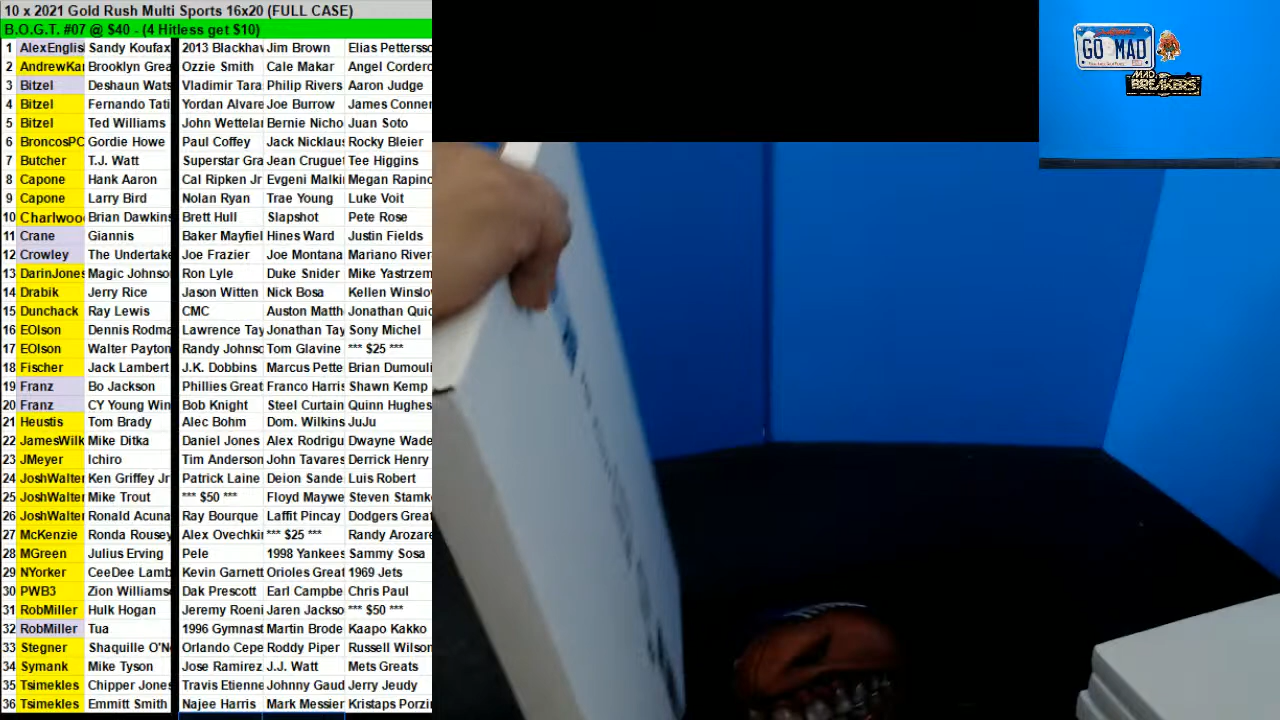 10 x 2021 Gold Rush Multi Sports 16x20 (FULL CASE)
B.O.G.T. #07 @ $40 - (4 Hitless get $10)
1 AlexEnglis Sandy Koufax 2013 Blackhav Jim Brown Elias Petterssc
2 AndrewKar Brooklyn Grea Ozzie Smith Cale Makar Angel Cordero
3 Bitzel Deshaun Wats Vladimir Tara Philip Rivers Aaron Judge
4 Bitzel Fernando Tati Yordan Alvare Joe Burrow James Conner
5 Bitzel Ted Williams John Wettelar Bernie Nicho Juan Soto
6 BroncosPC Gordie Howe Paul Coffey Jack Nicklaus Rocky Bleier
7 Butcher T.J. Watt Superstar Gra Jean Cruguet Tee Higgins
8 Capone Hank Aaron Cal Ripken Jr Evgeni Malkin Megan Rapino
9 Capone Larry Bird Nolan Ryan Trae Young Luke Voit
10 Charlwood Brian Dawkins Brett Hull Slapshot Pete Rose
11 Crane Giannis Baker Mayfiel Hines Ward Justin Fields
12 Crowley The Undertake Joe Frazier Joe Montana Mariano River
13 DarinJones Magic Johnso Ron Lyle Duke Snider Mike Yastrzem
14 Drabik Jerry Rice Jason Witten Nick Bosa Kellen Winslov
15 Dunchack Ray Lewis CMC Auston Matth Jonathan Quic
16 EOlson Dennis Rodma Lawrence Tay Jonathan Tay Sony Michel
17 EOlson Walter Payton Randy Johnsc Tom Glavine *** $25 ***
18 Fischer Jack Lambert J.K. Dobbins Marcus Pette Brian Dumouli
19 Franz Bo Jackson Phillies Great Franco Harris Shawn Kemp
20 Franz CY Young Win Bob Knight Steel Curtain Quinn Hughes
21 Heustis Tom Brady Alec Bohm Dom. Wilkins JuJu
22 JamesWilk Mike Ditka Daniel Jones Alex Rodrigu Dwayne Wade
23 JMeyer Ichiro Tim Anderson John Tavares Derrick Henry
24 JoshWalter Ken Griffey Jr Patrick Laine Deion Sande Luis Robert
25 JoshWalter Mike Trout *** $50 *** Floyd Maywe Steven Stamk
26 JoshWalter Ronald Acuna Ray Bourque Laffit Pincay Dodgers Great
27 McKenzie Ronda Rousey Alex Ovechkin *** $25 *** Randy Arozare
28 MGreen Julius Erving Pele 1998 Yankees Sammy Sosa
29 NYorker CeeDee Lamb Kevin Garnett Orioles Great 1969 Jets
30 PWB3 Zion Williams Dak Prescott Earl Campbe Chris Paul
31 RobMiller Hulk Hogan Jeremy Roeni Jaren Jackso *** $50 ***
32 RobMiller Tua 1996 Gymnast Martin Brode Kaapo Kakko
33 Stegner Shaquille O'N Orlando Cepe Roddy Piper Russell Wilson
34 Symank Mike Tyson Jose Ramirez J.J. Watt Mets Greats
35 Tsimekles Chipper Jones Travis Etienne Johnny Gaud Jerry Jeudy
36 Tsimekles Emmitt Smith Najee Harris Mark Messier Kristaps Porzin
GO MAD
MAD
BREAKERS